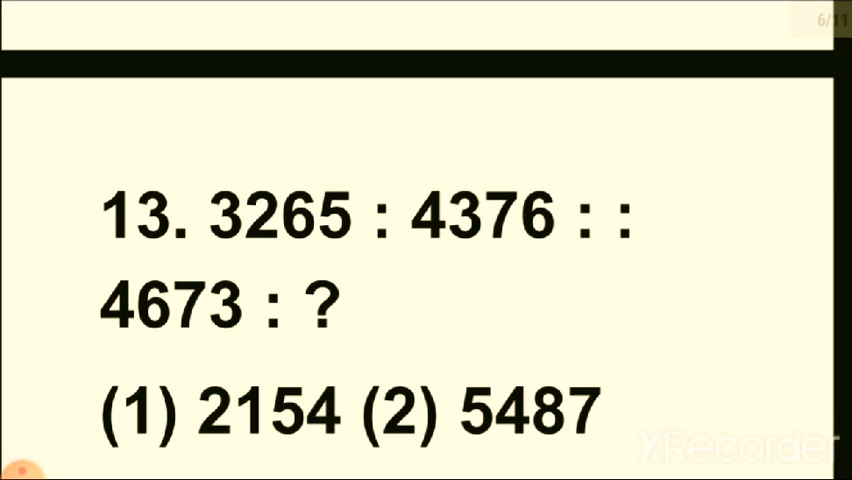 6/11
13. 3265 : 4376 : :
4673 : ?
(1) 2154 (2) 5487
XRecorder